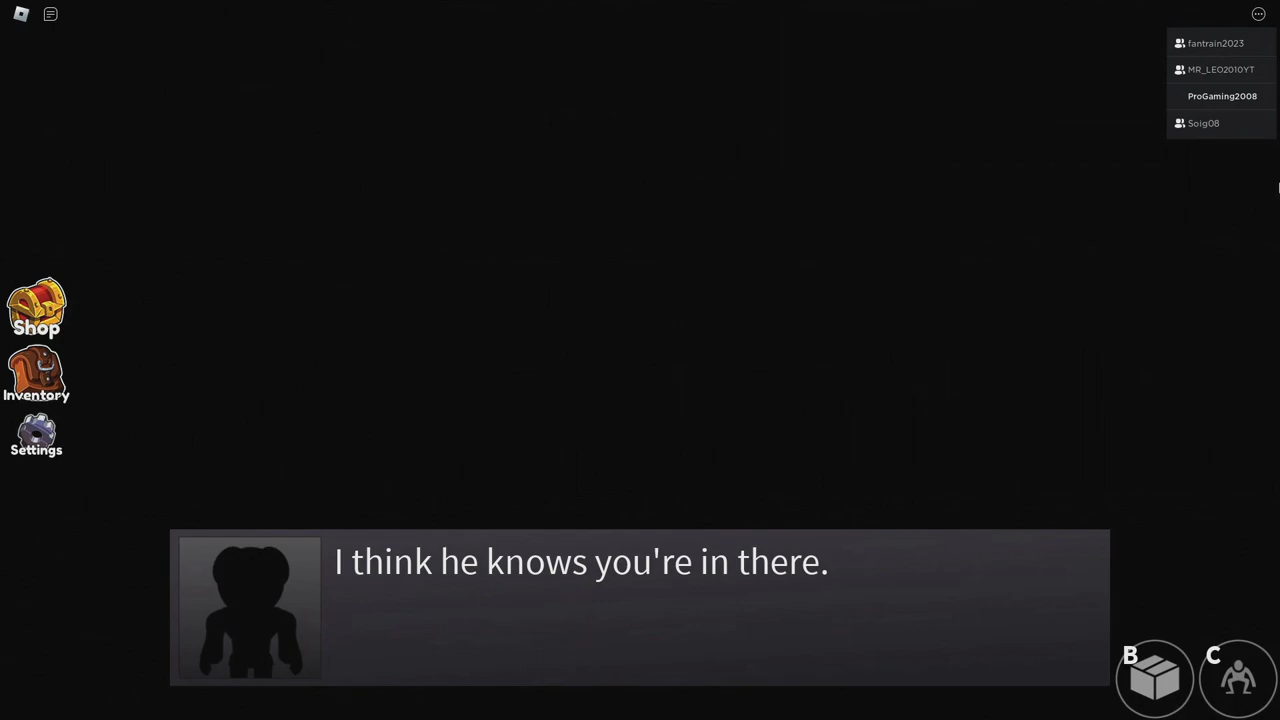 fantrain2023
MR_LEO2010YT
ProGaming2008
Soig08
Shop
Inventory
Settings
I think he knows you're in there.
B
C